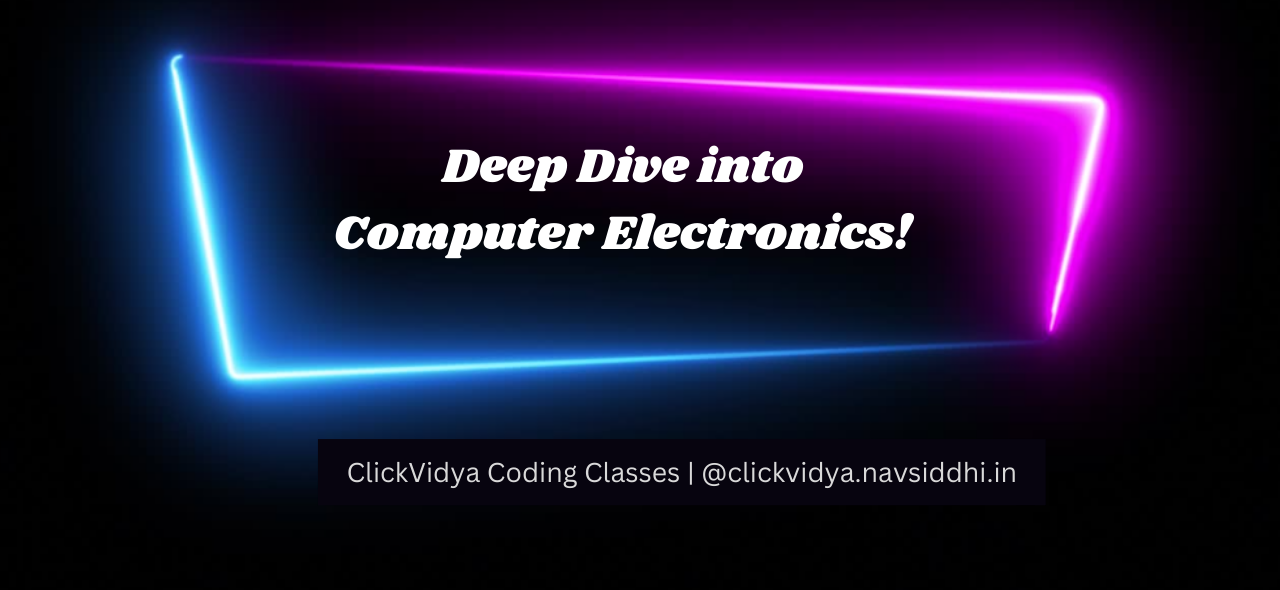 Deep Dive into
Computer Electronics!
ClickVidya Coding Classes | @clickvidya.navsiddhi.in